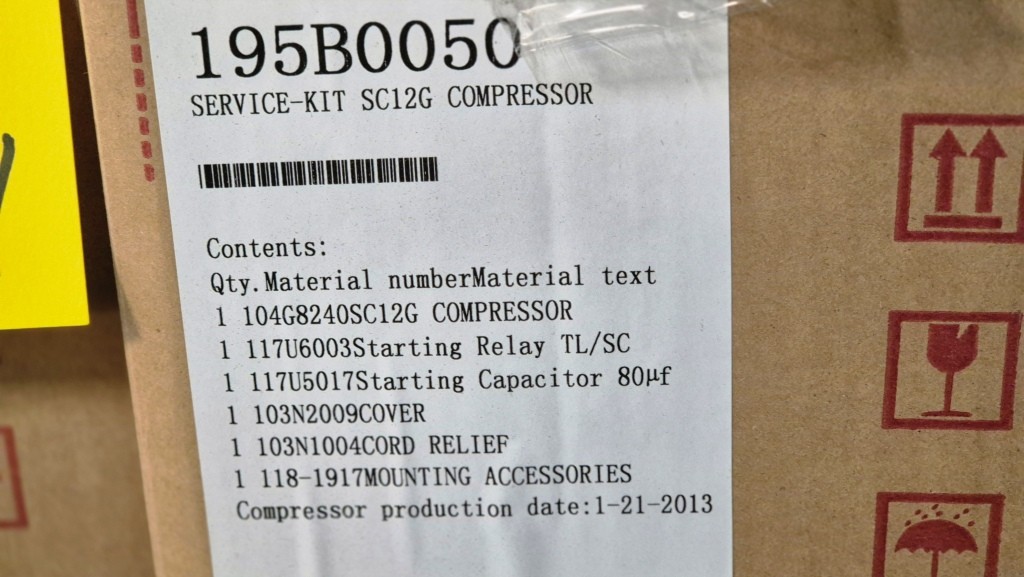 195B0050
SERVICE-KIT SC12G COMPRESSOR
Contents:
Qty.Material numberMaterial text
1 104G8240SC12G COMPRESSOR
1 117U6003Starting Relay TL/SC
1 117U5017Starting Capacitor 80µf
1 103N2009COVER
1 103N1004CORD RELIEF
1 118-1917MOUNTING ACCESSORIES
Compressor production date:1-21-2013